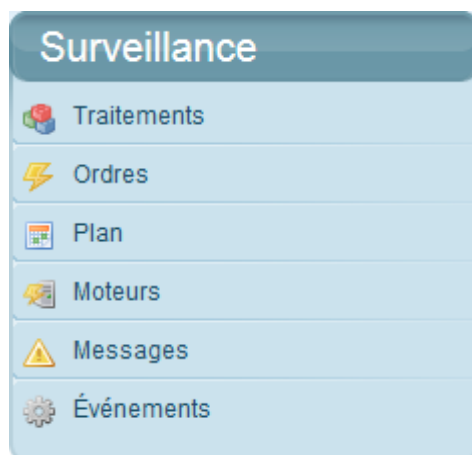 Surveillance
Traitements
Ordres
Plan
Moteurs
Messages
Événements